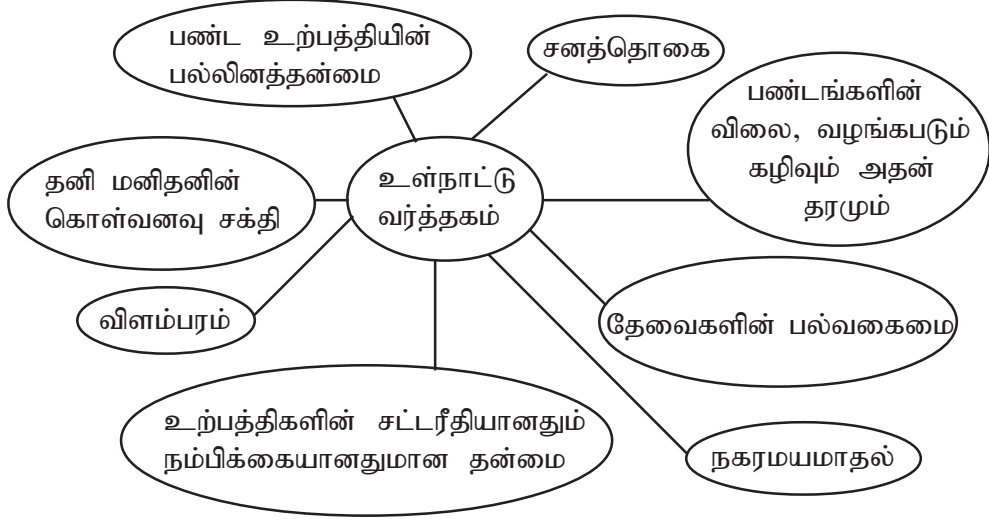 பண்ட உற்பத்தியின்
பல்லினத்தன்மை
சனத்தொகை
பண்டங்களின்
விலை, வழங்கபடும்
கழிவும் அதன்
தரமும்
உள்நாட்டு
வர்த்தகம்
தனி மனிதனின்
கொள்வனவு சக்தி
விளம்பரம்
தேவைகளின் பல்வகைமை
உற்பத்திகளின் சட்டரீதியானதும்
நம்பிக்கையானதுமான தன்மை
நகரமயமாதல்